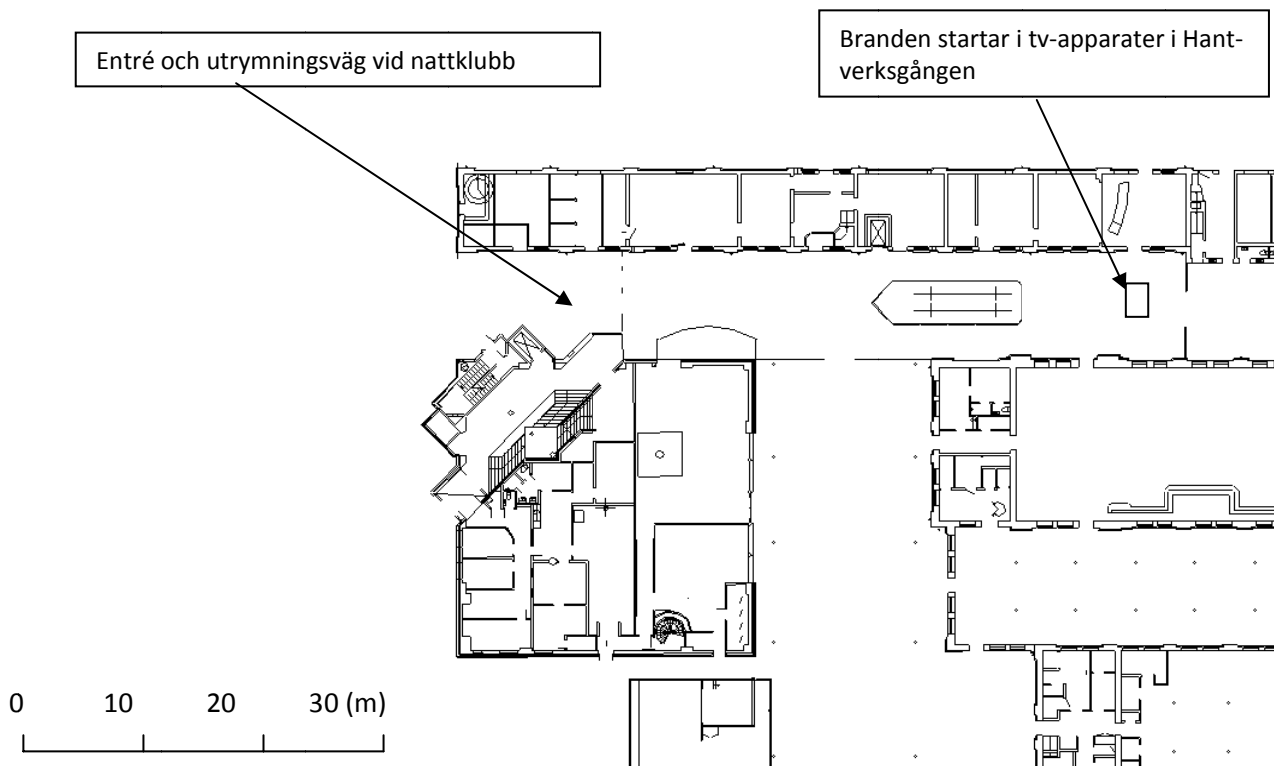 Entré och utrymningsväg vid nattklubb
Branden startar i tv-apparater i Hant-
verksgången
0 10 20 30 (m)